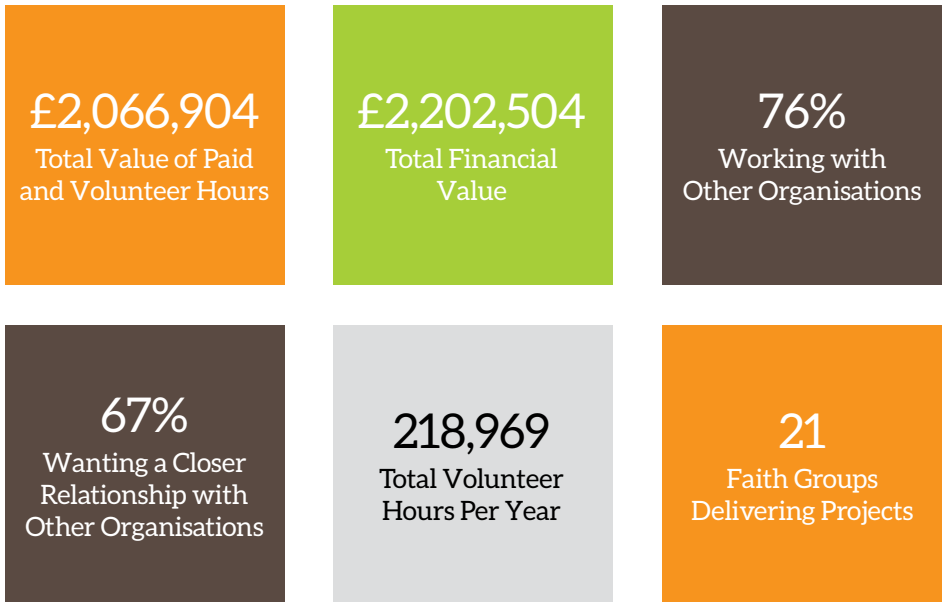 £2,066,904
Total Value of Paid
and Volunteer Hours
£2,202,504
Total Financial
Value
76%
Working with
Other Organisations
67%
Wanting a Closer
Relationship with
Other Organisations
218,969
Total Volunteer
Hours Per Year
21
Faith Groups
Delivering Projects